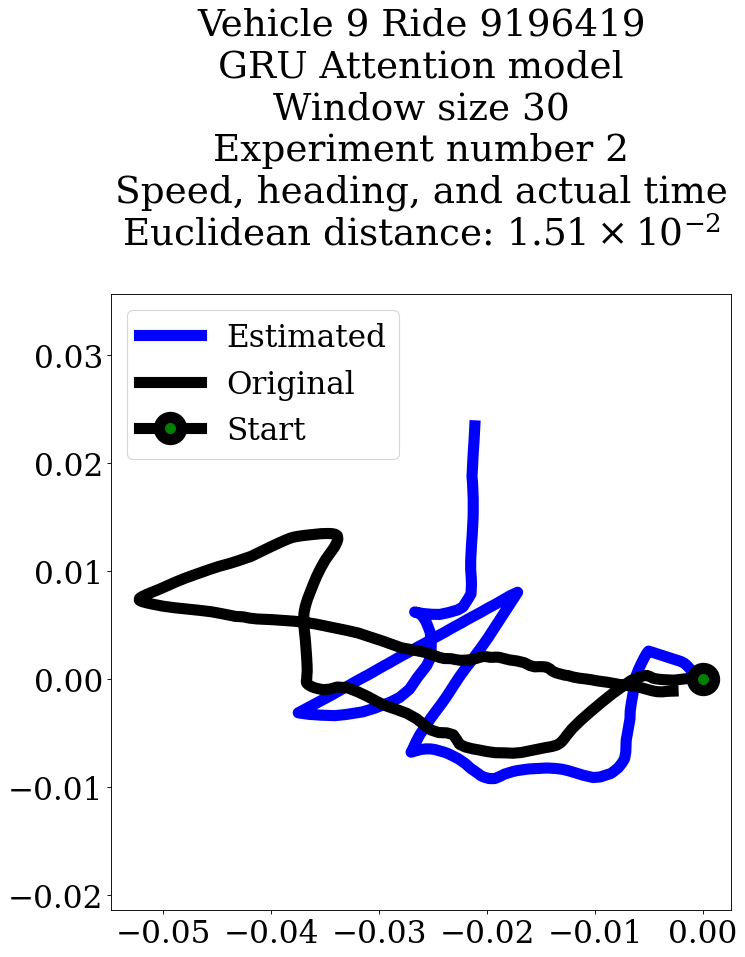 Vehicle 9 Ride 9196419
GRU Attention model
Window size 30
Experiment number 2
Speed, heading, and actual time
Euclidean distance: $1.51 \times 10^{-2}$
Estimated
Original
Start
0.03
0.02
0.01
0.00
−0.01
−0.02
−0.05 −0.04 −0.03 −0.02 −0.01 0.00